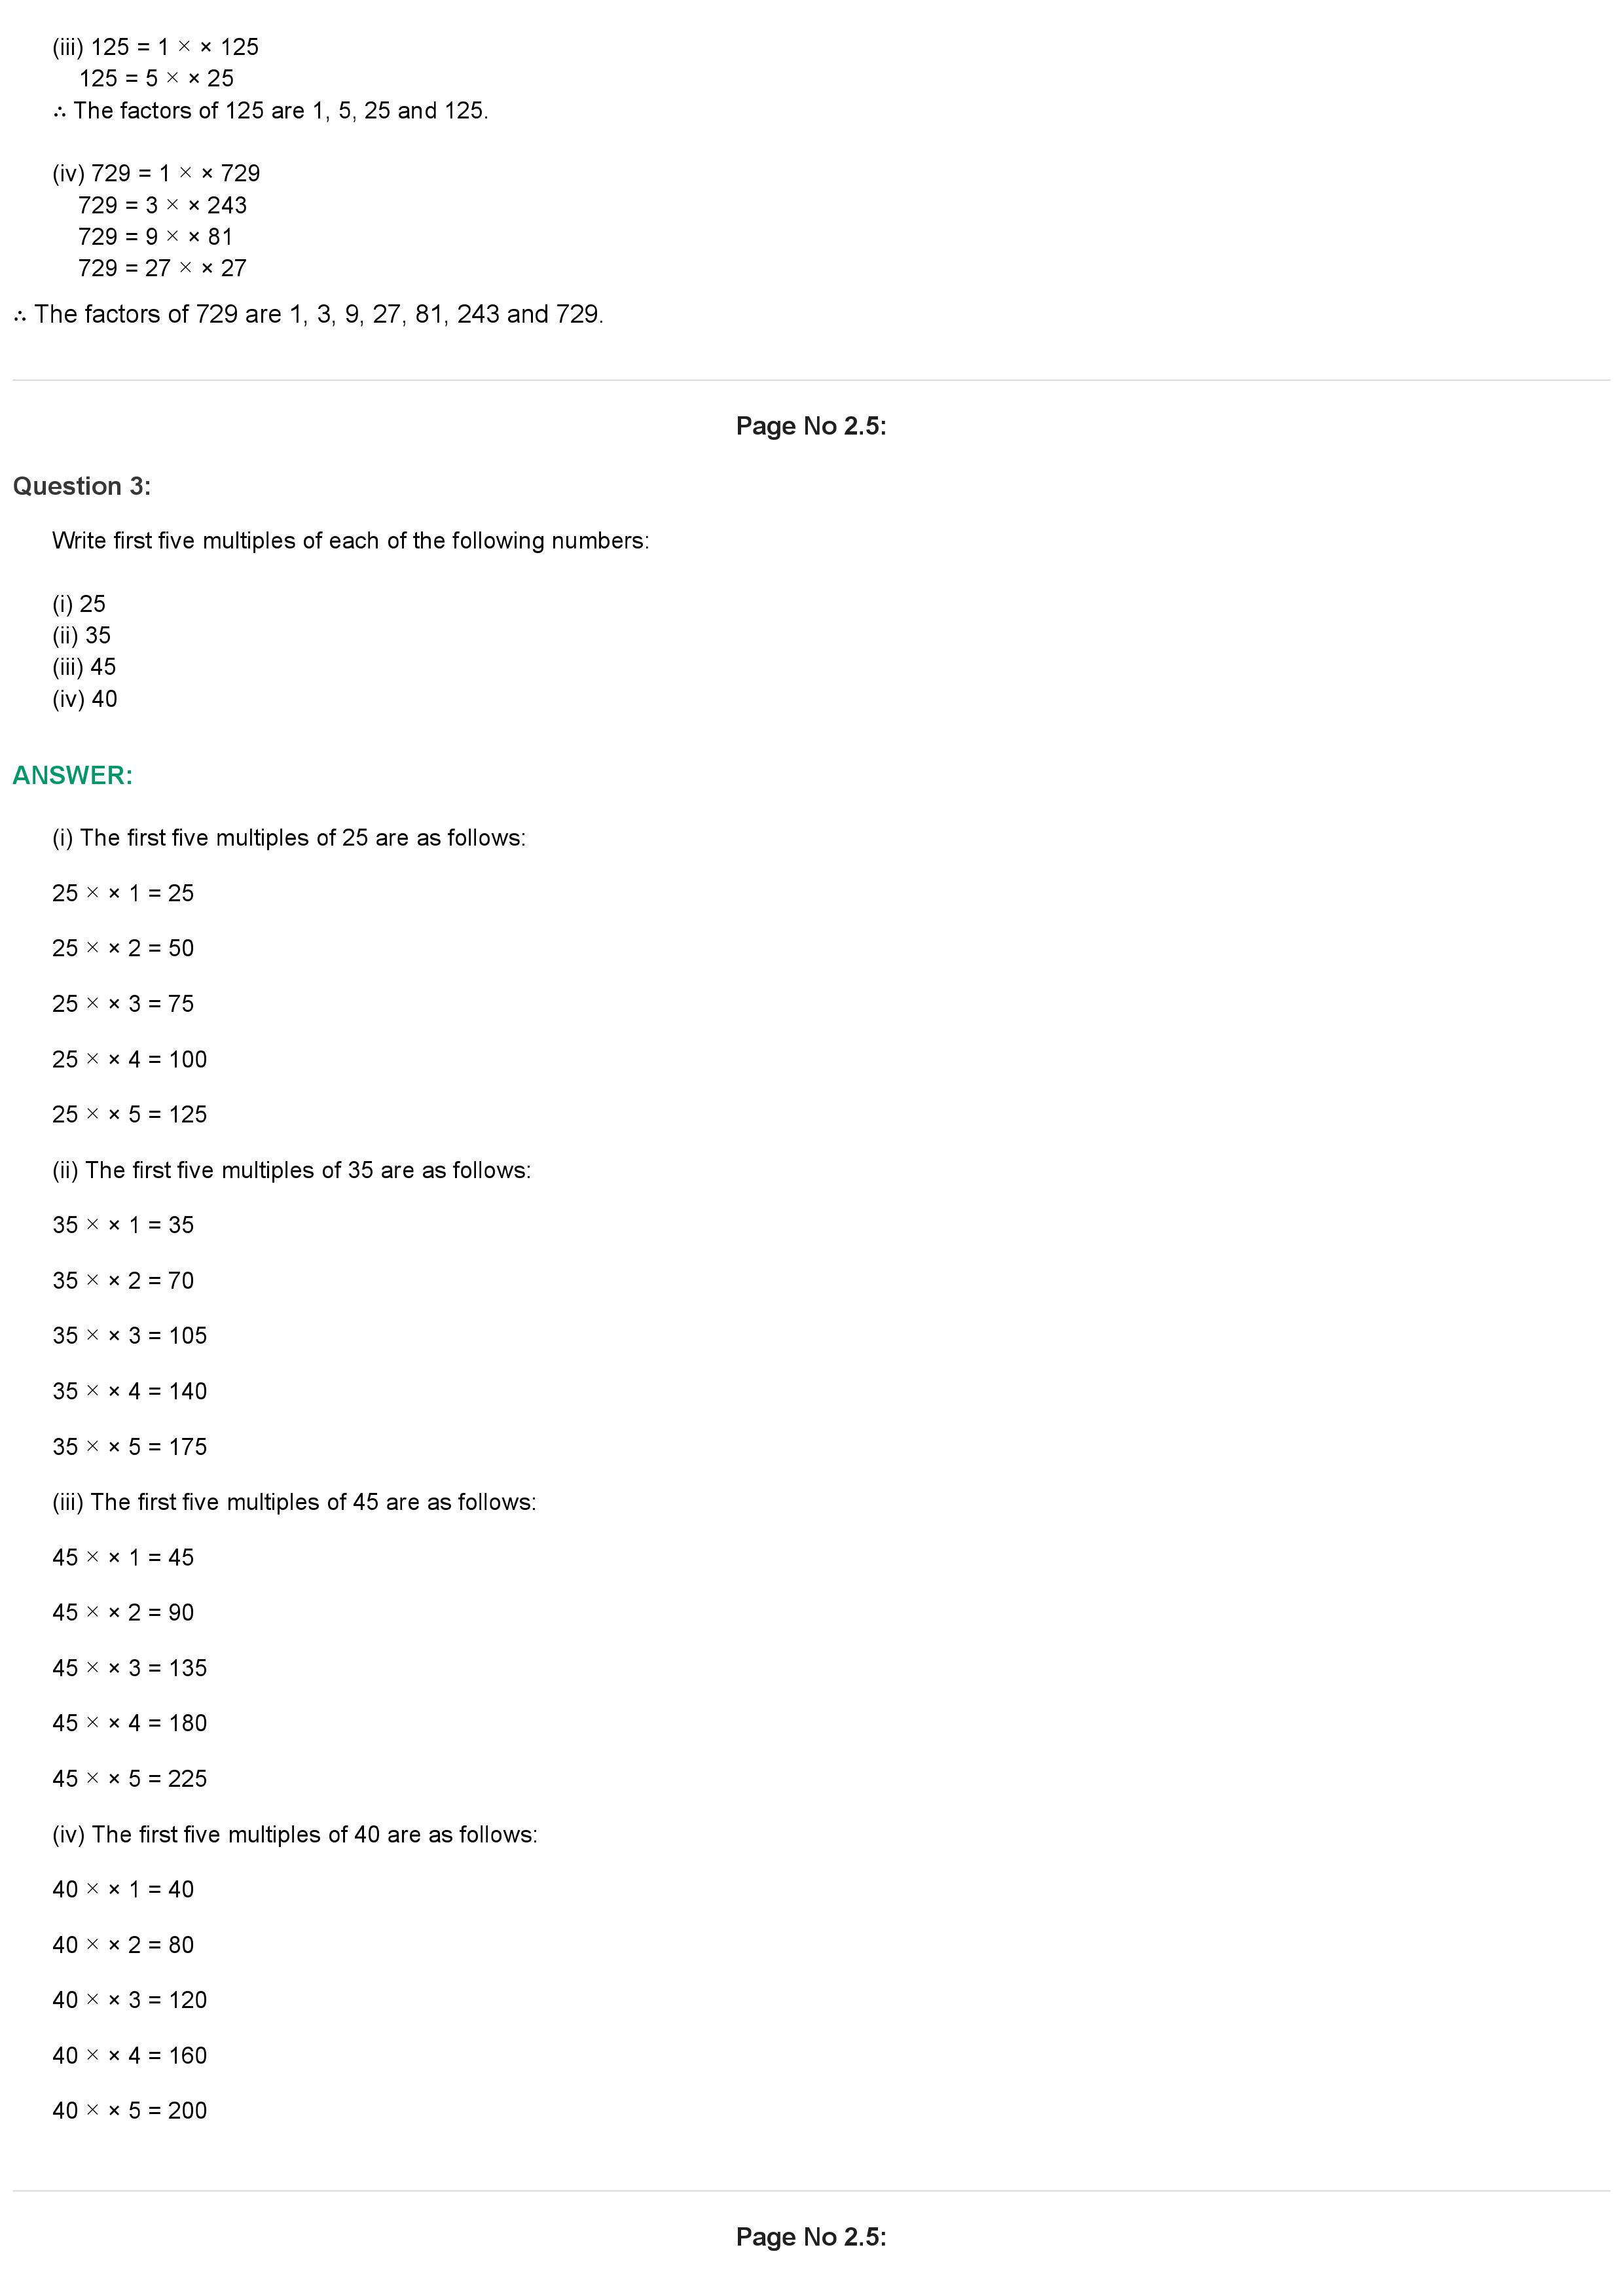 (iii) 125 = 1 × × 125
125 = 5 × × 25
∴ The factors of 125 are 1, 5, 25 and 125.
(iv) 729 = 1 × × 729
729 = 3 × × 243
729 = 9 × × 81
729 = 27 × × 27
∴ The factors of 729 are 1, 3, 9, 27, 81, 243 and 729.
Page No 2.5:
Question 3:
Write first five multiples of each of the following numbers:
(i) 25
(ii) 35
(iii) 45
(iv) 40
ANSWER:
(i) The first five multiples of 25 are as follows:
25 × × 1 = 25
25 × × 2 = 50
25 × × 3 = 75
25 × × 4 = 100
25 × × 5 = 125
(ii) The first five multiples of 35 are as follows:
35 × × 1 = 35
35 × × 2 = 70
35 × × 3 = 105
35 × × 4 = 140
35 × × 5 = 175
(iii) The first five multiples of 45 are as follows:
45 × × 1 = 45
45 × × 2 = 90
45 × × 3 = 135
45 × × 4 = 180
45 × × 5 = 225
(iv) The first five multiples of 40 are as follows:
40 × × 1 = 40
40 × × 2 = 80
40 × × 3 = 120
40 × × 4 = 160
40 × × 5 = 200
Page No 2.5: